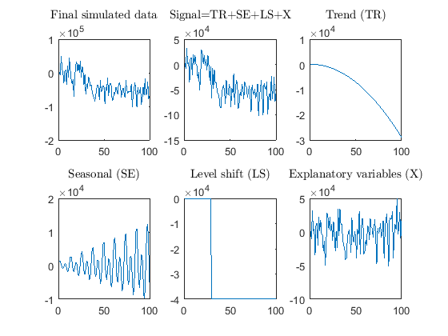 Final simulated data Signal=TR+SE+LS+X Trend (TR)
×10^5 ×10^4 ×10^4
1 5 1
0 0 0
-5 -1
-1 -10 -2
-2 -15 -3
0 50 100 0 50 100 0 50 100
Seasonal (SE) Level shift (LS) Explanatory variables (X)
×10^4 ×10^4 ×10^4
2 0 5
1 -1 0
0 -2 -5
-3
-1 -4 -10
0 50 100 0 50 100 0 50 100